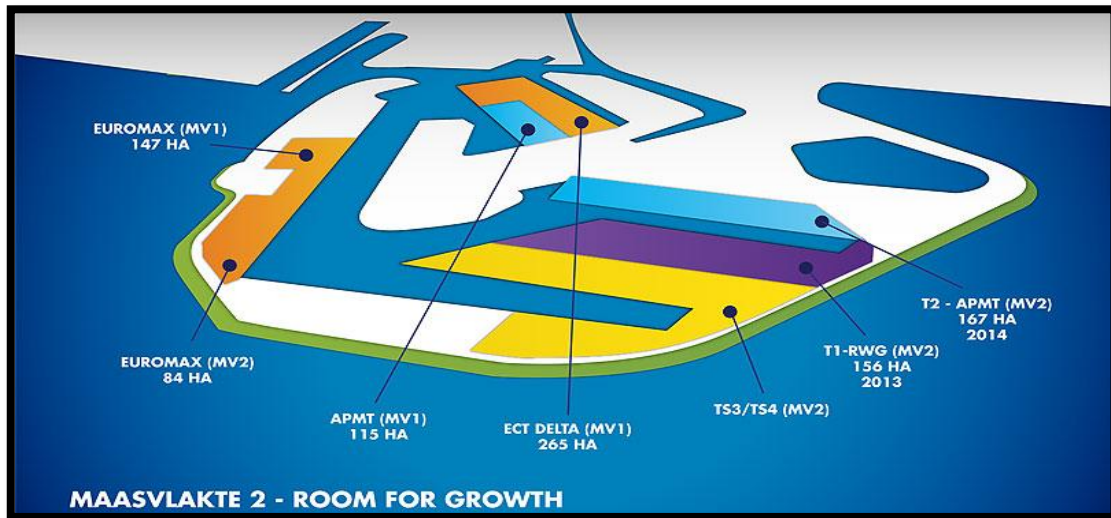 EUROMAX (MV1)
147 HA
EUROMAX (MV2)
84 HA
APMT (MV1)
115 HA
ECT DELTA (MV1)
265 HA
TS3/TS4 (MV2)
T1-RWG (MV2)
156 HA
2013
T2 - APMT (MV2)
167 HA
2014
MAASVLAKTE 2 - ROOM FOR GROWTH